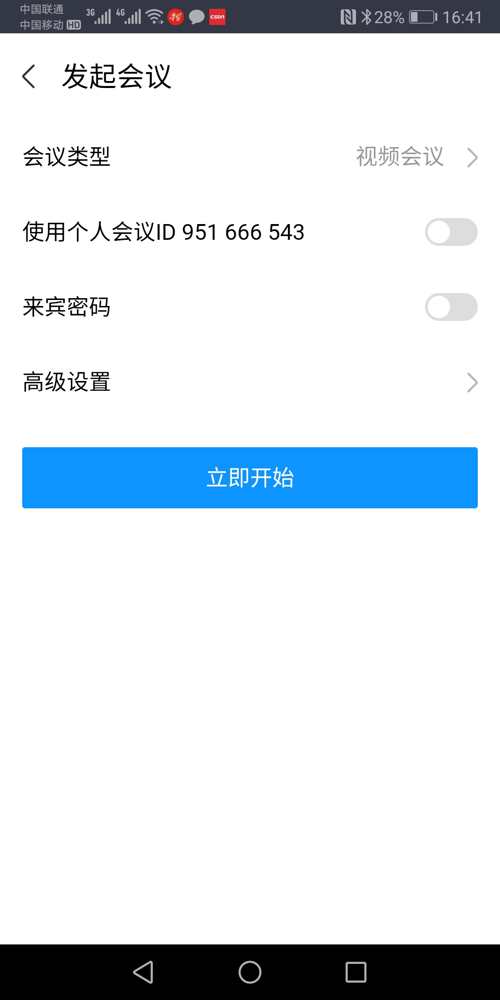 中国联通
中国移动 HD
3G 4G 学习 CSDN 28% 16:41
发起会议
会议类型 视频会议
使用个人会议ID 951 666 543
来宾密码
高级设置
立即开始